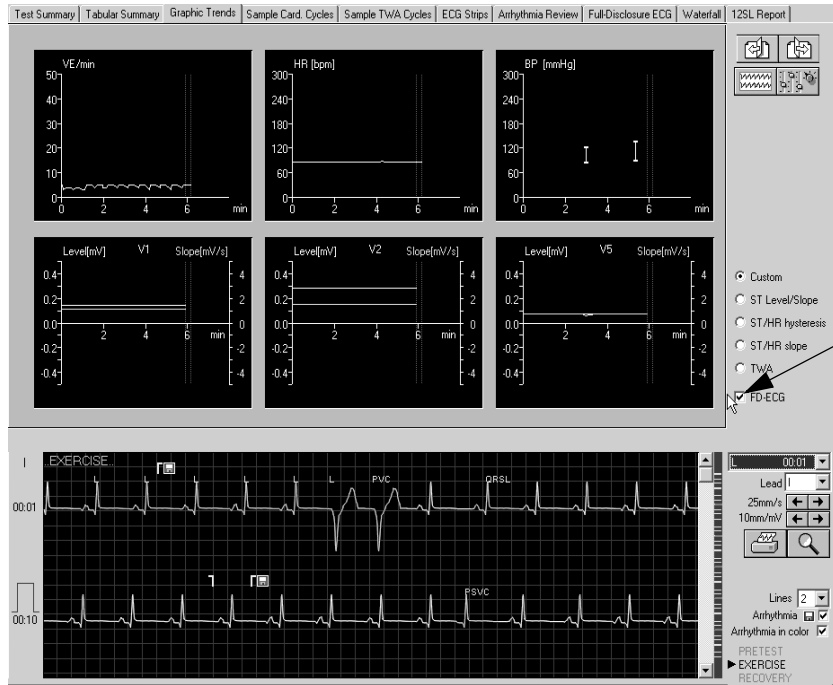 Test Summary Tabular Summary Graphic Trends Sample Card. Cycles Sample TWA Cycles ECG Strips Arrhythmia Review Full-Disclosure ECG Waterfall 12SL Report
VE/min
50
40
30
20
10
0
0 2 4 6 min
HR [bpm]
300
240
180
120
60
0
0 2 4 6 min
BP [mmHg]
300
240
180
120
60
0
0 2 4 6 min
Level[mV] V1 Slope[mV/s]
0.4 4
0.2 2
0.0 0
2 4 6 min
-0.2 -2
-0.4 -4
Level[mV] V2 Slope[mV/s]
0.4 4
0.2 2
0.0 0
2 4 6 min
-0.2 -2
-0.4 -4
Level[mV] V5 Slope[mV/s]
0.4 4
0.2 2
0.0 0
2 4 6 min
-0.2 -2
-0.4 -4
Custom
ST Level/Slope
ST/HR hysteresis
ST/HR slope
TWA
FD-ECG
I
..EXERCISE..
L L L L L L PVC QRSL
00:01
PSVC
00:10
L 00:01
Lead I
25mm/s
10mm/mV
Lines 2
Arrhythmia
Arrhythmia in color
PRETEST
EXERCISE
RECOVERY